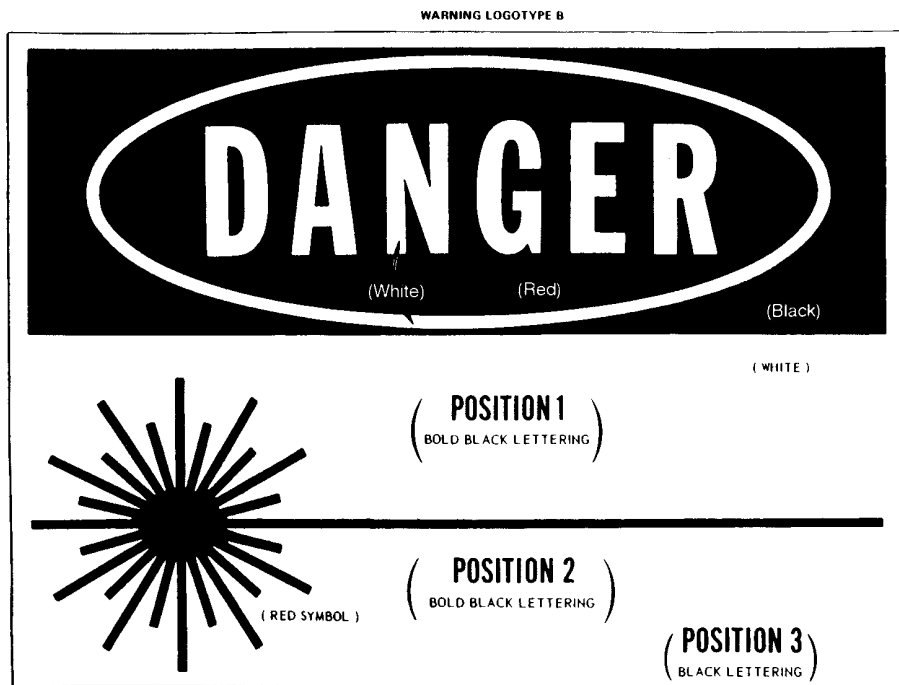 WARNING LOGOTYPE B
DANGER
(White)
(Red)
(Black)
( WHITE )
( POSITION 1
BOLD BLACK LETTERING )
( POSITION 2
BOLD BLACK LETTERING )
( RED SYMBOL )
( POSITION 3
BLACK LETTERING )